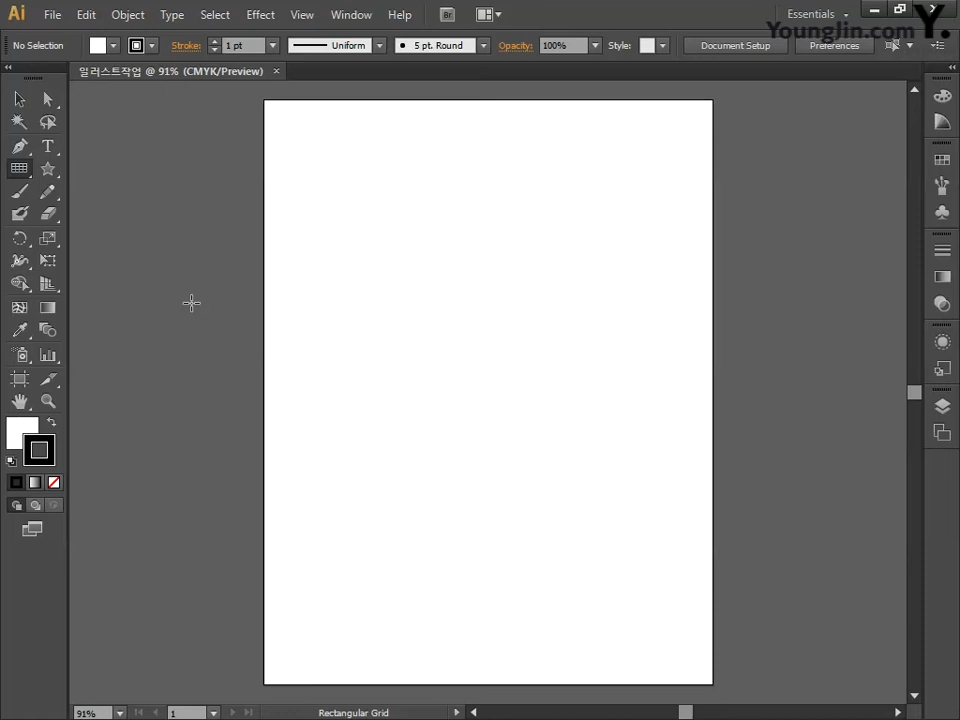 Ai File Edit Object Type Select Effect View Window Help Br Essentials
YoungJin.com Y.
No Selection Stroke: 1 pt Uniform 5 pt. Round Opacity: 100% Style: Document Setup Preferences
일러스트작업 @ 91% (CMYK/Preview) ×
T
91% 1 Rectangular Grid